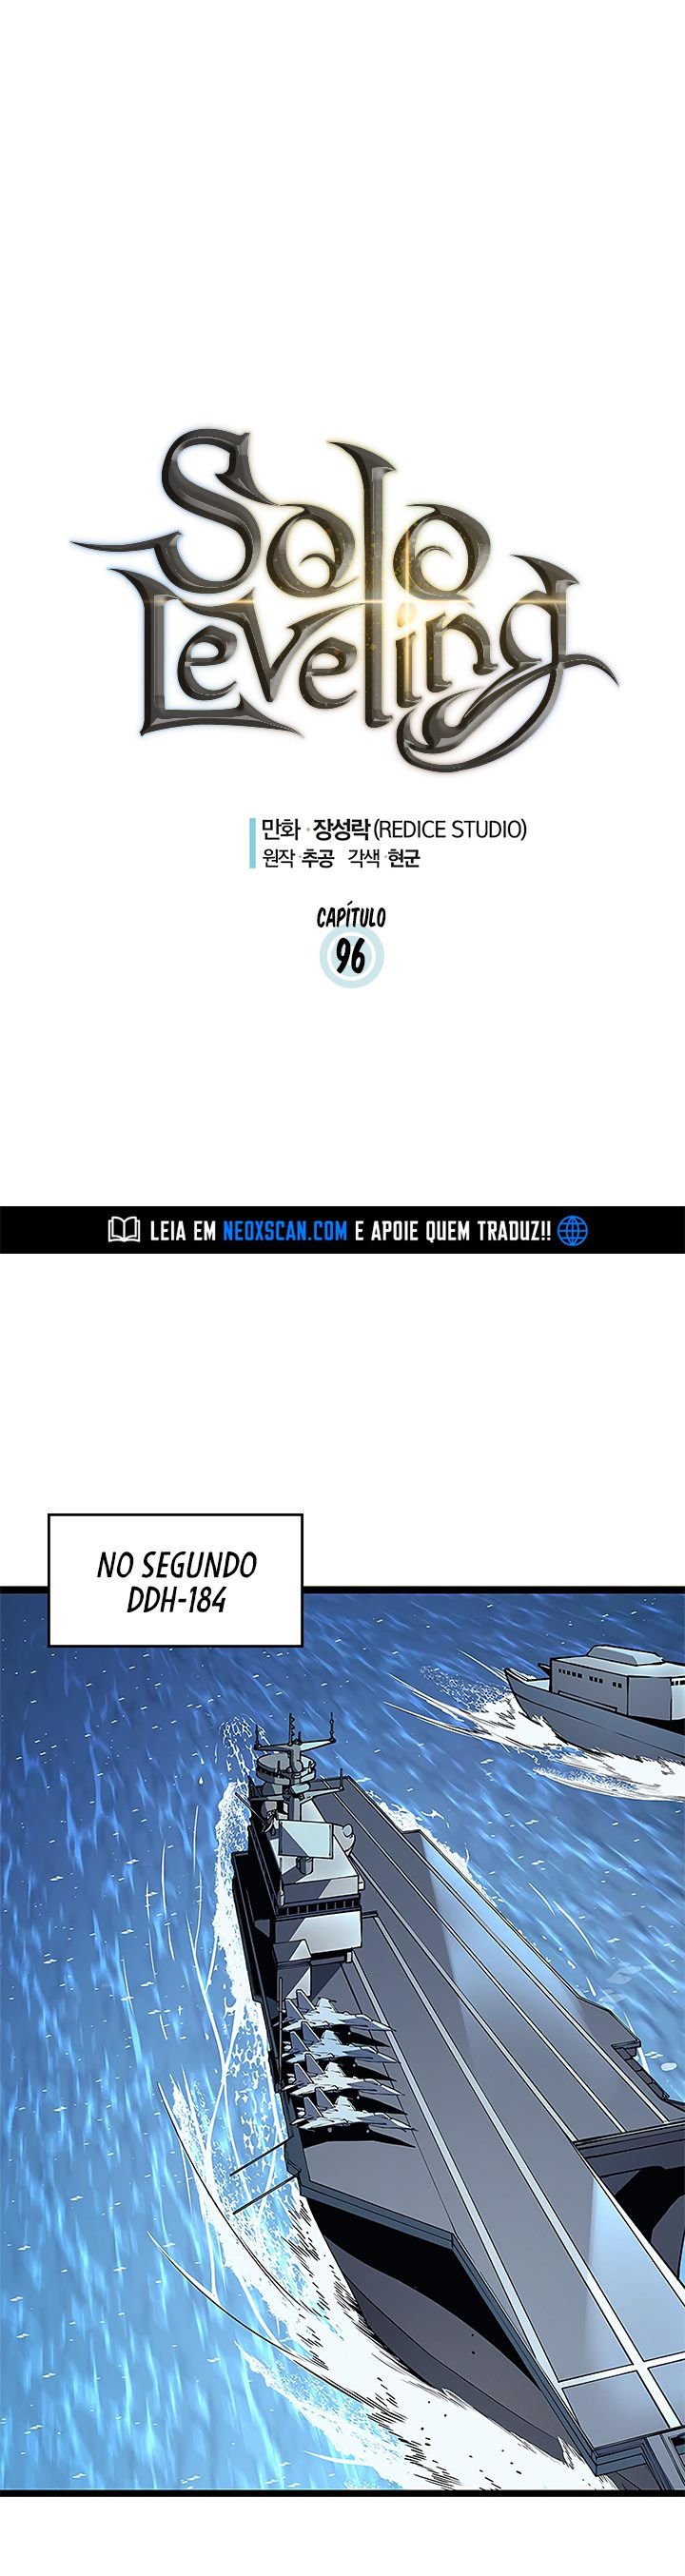 Solo
Leveling
만화·장성락(REDICE STUDIO)
원작·추공 각색·현군
CAPÍTULO
96
LEIA EM NEOXSCAN.COM E APOIE QUEM TRADUZ!!
NO SEGUNDO
DDH-184